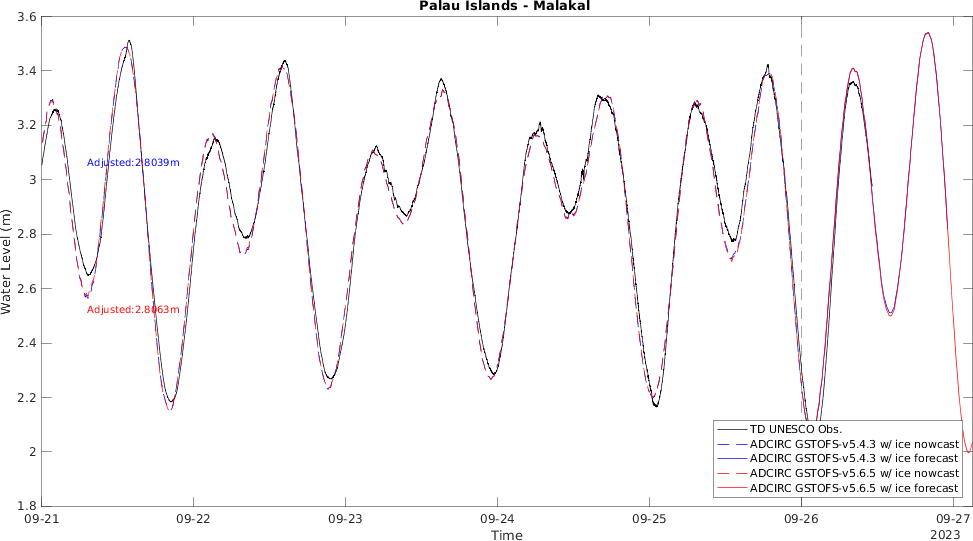 Palau Islands - Malakal
3.6
3.4
3.2
3
2.8
2.6
2.4
2.2
2
1.8
Water Level (m)
Adjusted:2.8039m
Adjusted:2.8063m
TD UNESCO Obs.
ADCIRC GSTOFS-v5.4.3 w/ ice nowcast
ADCIRC GSTOFS-v5.4.3 w/ ice forecast
ADCIRC GSTOFS-v5.6.5 w/ ice nowcast
ADCIRC GSTOFS-v5.6.5 w/ ice forecast
09-21
09-22
09-23
09-24
09-25
09-26
09-27
Time
2023